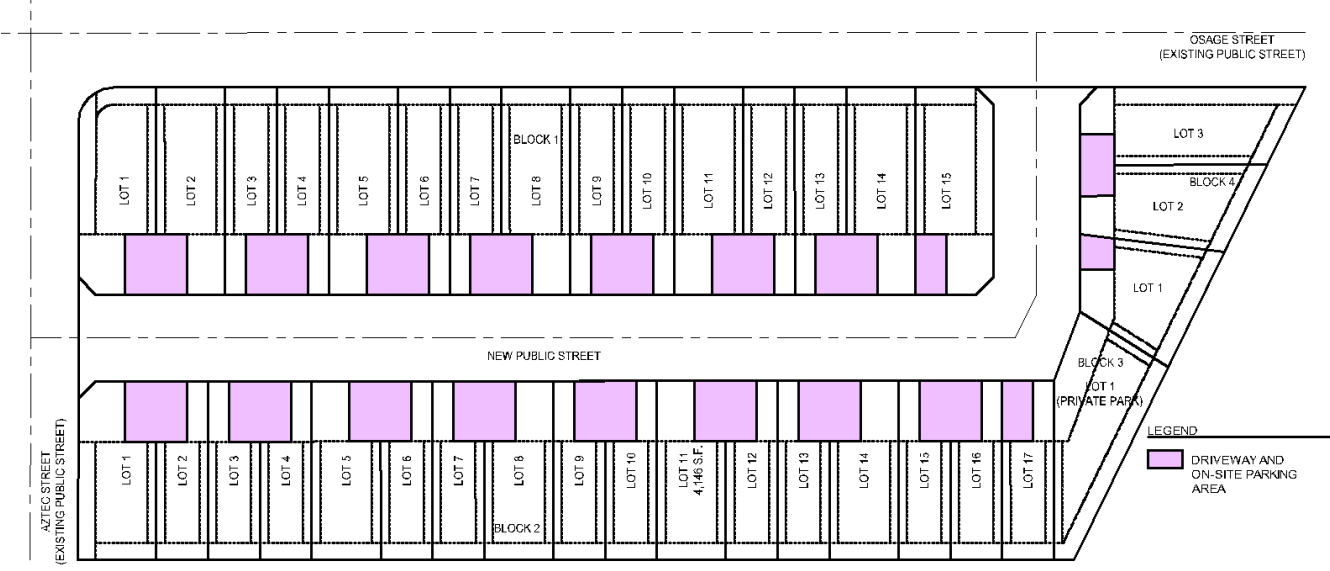 OSAGE STREET
(EXISTING PUBLIC STREET)
BLOCK 1
LOT 1
LOT 2
LOT 3
LOT 4
LOT 5
LOT 6
LOT 7
LOT 8
LOT 9
LOT 10
LOT 11
LOT 12
LOT 13
LOT 14
LOT 15
LOT 3
BLOCK 4
LOT 2
LOT 1
NEW PUBLIC STREET
BLOCK 3
LOT 1
(PRIVATE PARK)
AZTEC STREET
(EXISTING PUBLIC STREET)
LOT 1
LOT 2
LOT 3
LOT 4
LOT 5
LOT 6
LOT 7
LOT 8
LOT 9
LOT 10
LOT 11
4,146 S.F.
LOT 12
LOT 13
LOT 14
LOT 15
LOT 16
LOT 17
BLOCK 2
LEGEND
DRIVEWAY AND
ON-SITE PARKING
AREA